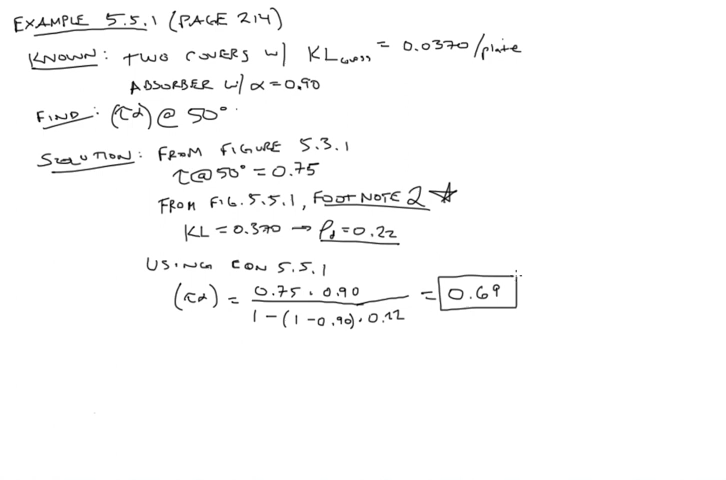 EXAMPLE 5.5.1 (PAGE 214)
KNOWN: TWO COVERS w/ KLglass = 0.0370/plate
ABSORBER w/ α=0.90
FIND: (τα) @ 50°
SOLUTION: FROM FIGURE 5.3.1
τ@50° = 0.75
FROM FIG. 5.5.1, FOOTNOTE 2 ☆
KL = 0.370 → ρd = 0.22
USING EQN 5.5.1
(τα) = 0.75 · 0.90 / 1-(1-0.90)·0.22 = 0.69